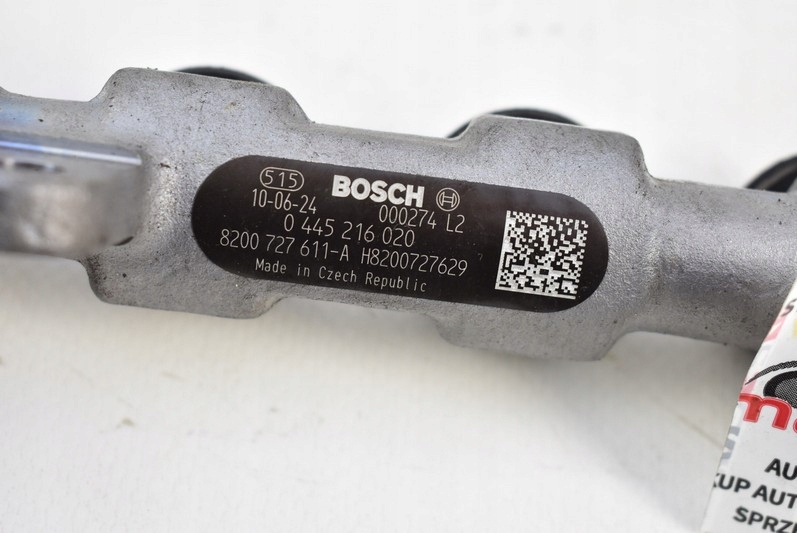 515 BOSCH
10-06-24 000274 L2
0 445 216 020
8200 727 611-A H8200727629
Made in Czech Republic
AU
KUP AUT
SPRZ